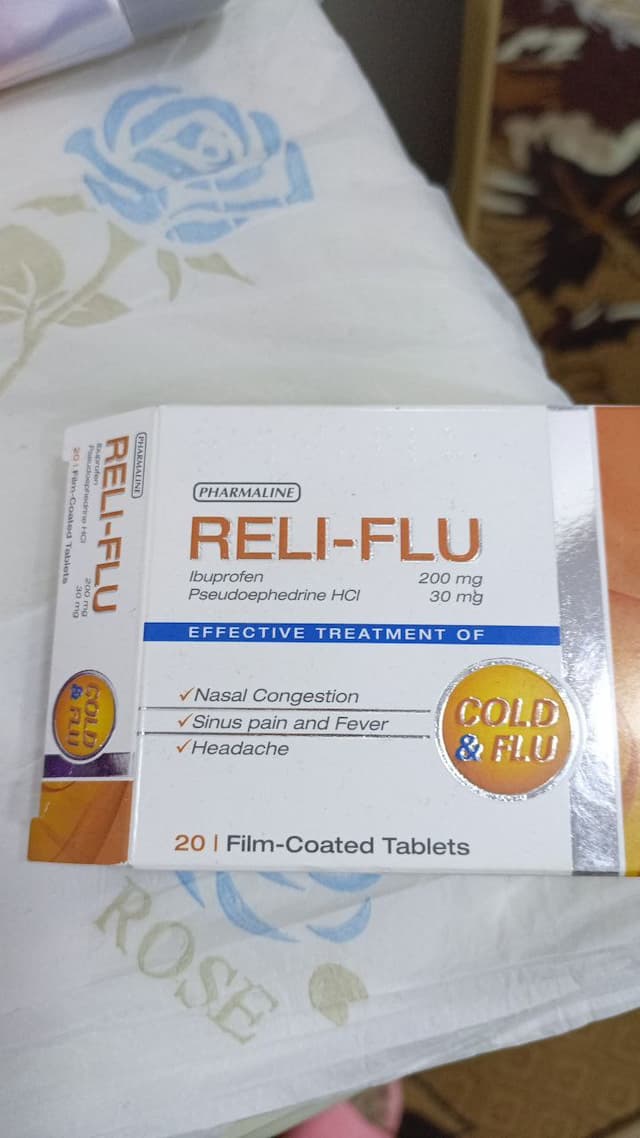 PHARMALINE
RELI-FLU
Ibuprofen 200 mg
Pseudoephedrine HCl 30 mg
EFFECTIVE TREATMENT OF
Nasal Congestion
Sinus pain and Fever
Headache
COLD
& FLU
20 | Film-Coated Tablets
PHARMALINE
RELI-FLU
Ibuprofen 200 mg
Pseudoephedrine HCl 30 mg
20 | Film-Coated Tablets
COLD
& FLU
ROSE